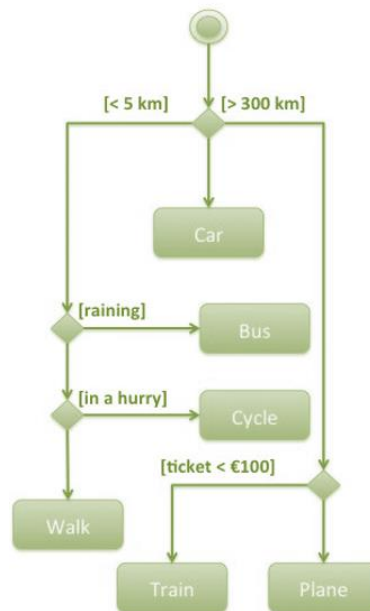 [< 5 km]
[> 300 km]
Car
[raining]
Bus
[in a hurry]
Cycle
[ticket < €100]
Walk
Train
Plane